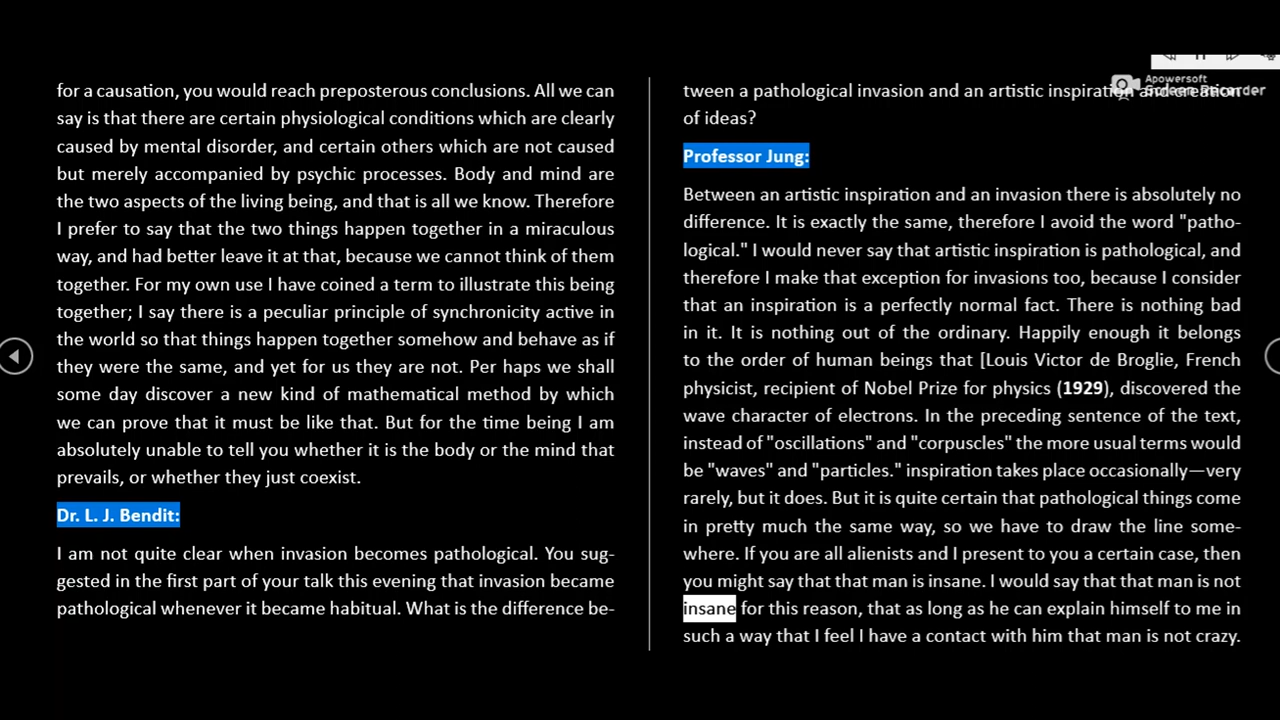 for a causation, you would reach preposterous conclusions. All we can
say is that there are certain physiological conditions which are clearly
caused by mental disorder, and certain others which are not caused
but merely accompanied by psychic processes. Body and mind are
the two aspects of the living being, and that is all we know. Therefore
I prefer to say that the two things happen together in a miraculous
way, and had better leave it at that, because we cannot think of them
together. For my own use I have coined a term to illustrate this being
together; I say there is a peculiar principle of synchronicity active in
the world so that things happen together somehow and behave as if
they were the same, and yet for us they are not. Per haps we shall
some day discover a new kind of mathematical method by which
we can prove that it must be like that. But for the time being I am
absolutely unable to tell you whether it is the body or the mind that
prevails, or whether they just coexist.
Dr. L. J. Bendit:
I am not quite clear when invasion becomes pathological. You sug-
gested in the first part of your talk this evening that invasion became
pathological whenever it became habitual. What is the difference be-
tween a pathological invasion and an artistic inspiration and creation
of ideas?
Professor Jung:
Between an artistic inspiration and an invasion there is absolutely no
difference. It is exactly the same, therefore I avoid the word "patho-
logical." I would never say that artistic inspiration is pathological, and
therefore I make that exception for invasions too, because I consider
that an inspiration is a perfectly normal fact. There is nothing bad
in it. It is nothing out of the ordinary. Happily enough it belongs
to the order of human beings that [Louis Victor de Broglie, French
physicist, recipient of Nobel Prize for physics (1929), discovered the
wave character of electrons. In the preceding sentence of the text,
instead of "oscillations" and "corpuscles" the more usual terms would
be "waves" and "particles." inspiration takes place occasionally—very
rarely, but it does. But it is quite certain that pathological things come
in pretty much the same way, so we have to draw the line some-
where. If you are all alienists and I present to you a certain case, then
you might say that that man is insane. I would say that that man is not
insane for this reason, that as long as he can explain himself to me in
such a way that I feel I have a contact with him that man is not crazy.
Apowersoft
Screen Recorder